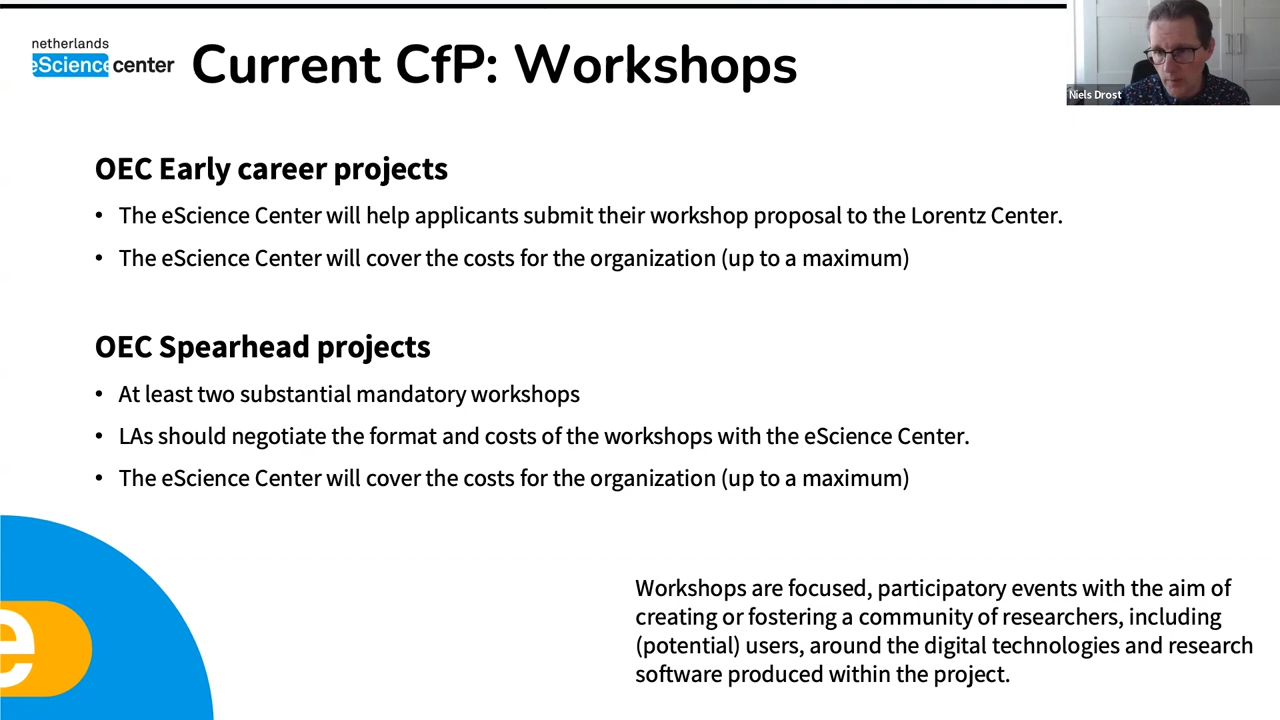 netherlands
eScience center
Current CfP: Workshops
Niels Drost
OEC Early career projects
• The eScience Center will help applicants submit their workshop proposal to the Lorentz Center.
• The eScience Center will cover the costs for the organization (up to a maximum)
OEC Spearhead projects
• At least two substantial mandatory workshops
• LAs should negotiate the format and costs of the workshops with the eScience Center.
• The eScience Center will cover the costs for the organization (up to a maximum)
Workshops are focused, participatory events with the aim of
creating or fostering a community of researchers, including
(potential) users, around the digital technologies and research
software produced within the project.
e